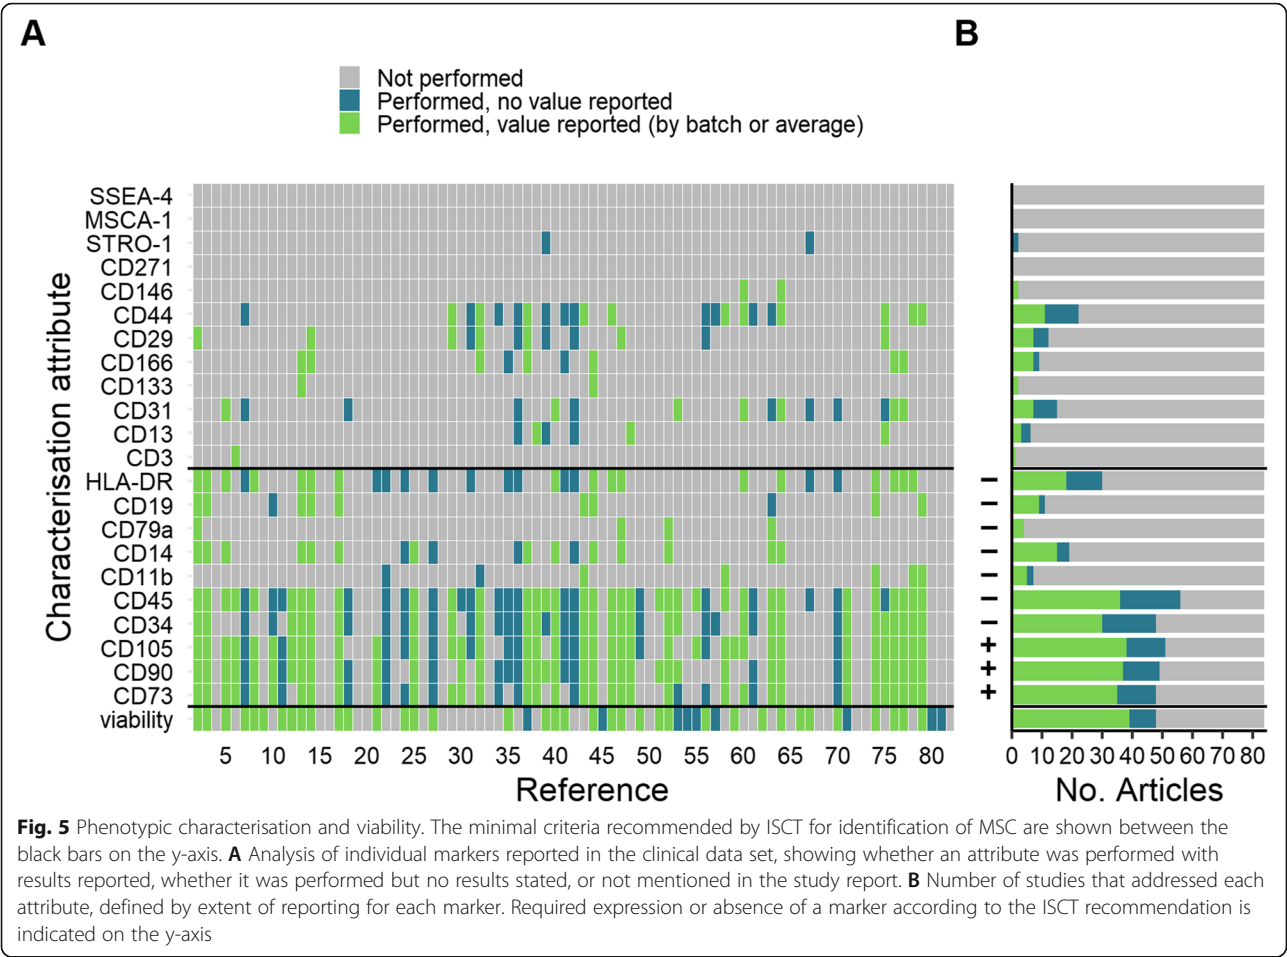 A
B
Not performed
Performed, no value reported
Performed, value reported (by batch or average)
Characterisation attribute
SSEA-4
MSCA-1
STRO-1
CD271
CD146
CD44
CD29
CD166
CD133
CD31
CD13
CD3
HLA-DR −
CD19 −
CD79a −
CD14 −
CD11b −
CD45 −
CD34 −
CD105 +
CD90 +
CD73 +
viability
5 10 15 20 25 30 35 40 45 50 55 60 65 70 75 80
Reference
0 10 20 30 40 50 60 70 80
No. Articles
Fig. 5 Phenotypic characterisation and viability. The minimal criteria recommended by ISCT for identification of MSC are shown between the
black bars on the y-axis. A Analysis of individual markers reported in the clinical data set, showing whether an attribute was performed with
results reported, whether it was performed but no results stated, or not mentioned in the study report. B Number of studies that addressed each
attribute, defined by extent of reporting for each marker. Required expression or absence of a marker according to the ISCT recommendation is
indicated on the y-axis